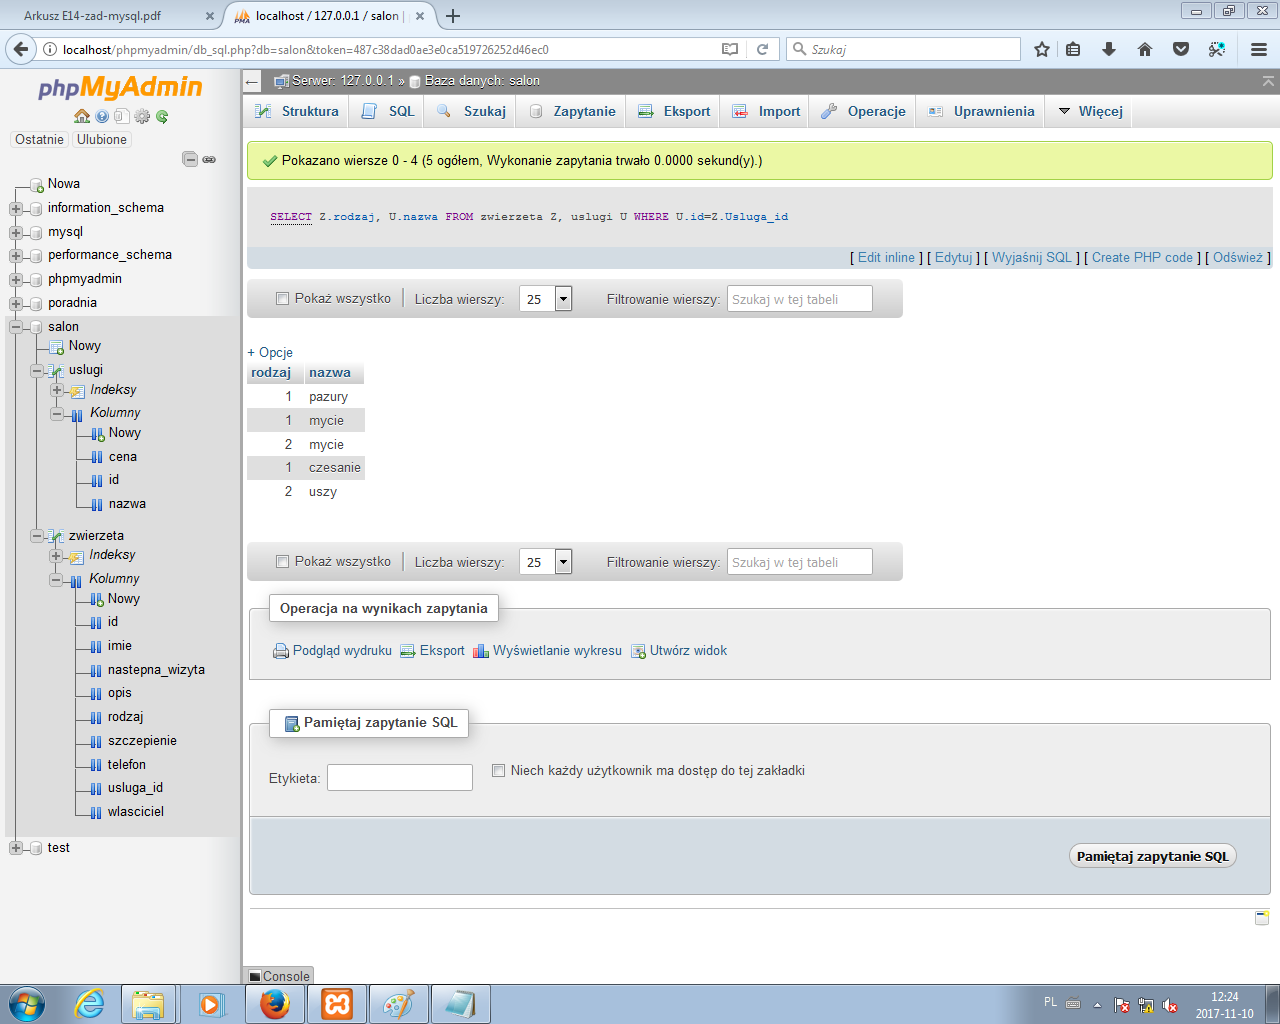 Arkusz E14-zad-mysql.pdf
localhost / 127.0.0.1 / salon |
localhost/phpmyadmin/db_sql.php?db=salon&token=487c38dad0ae3e0ca519726252d46ec0
Szukaj
phpMyAdmin
Ostatnie
Ulubione
Nowa
information_schema
mysql
performance_schema
phpmyadmin
poradnia
salon
Nowy
uslugi
Indeksy
Kolumny
Nowy
cena
id
nazwa
zwierzeta
Indeksy
Kolumny
Nowy
id
imie
nastepna_wizyta
opis
rodzaj
szczepienie
telefon
usluga_id
wlasciciel
test
Serwer: 127.0.0.1 » Baza danych: salon
Struktura
SQL
Szukaj
Zapytanie
Eksport
Import
Operacje
Uprawnienia
Więcej
Pokazano wiersze 0 - 4 (5 ogółem, Wykonanie zapytania trwało 0.0000 sekund(y).)
SELECT Z.rodzaj, U.nazwa FROM zwierzeta Z, uslugi U WHERE U.id=Z.Usluga_id
[ Edit inline ] [ Edytuj ] [ Wyjaśnij SQL ] [ Create PHP code ] [ Odśwież ]
Pokaż wszystko
Liczba wierszy:
25
Filtrowanie wierszy:
Szukaj w tej tabeli
+ Opcje
rodzaj nazwa
1 pazury
1 mycie
2 mycie
1 czesanie
2 uszy
Pokaż wszystko
Liczba wierszy:
25
Filtrowanie wierszy:
Szukaj w tej tabeli
Operacja na wynikach zapytania
Podgląd wydruku
Eksport
Wyświetlanie wykresu
Utwórz widok
Pamiętaj zapytanie SQL
Etykieta:
Niech każdy użytkownik ma dostęp do tej zakładki
Pamiętaj zapytanie SQL
Console
PL
12:24
2017-11-10